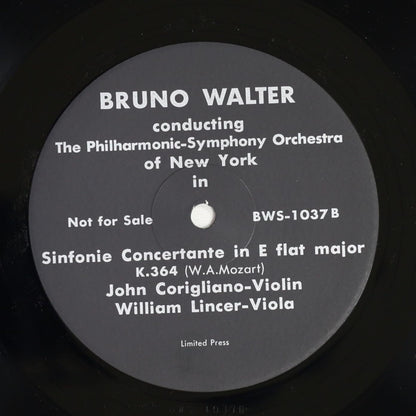 BRUNO WALTER
conducting
The Philharmonic-Symphony Orchestra
of New York
in
Not for Sale BWS-1037 B
Sinfonie Concertante in E flat major
K.364 (W.A.Mozart)
John Corigliano-Violin
William Lincer-Viola
Limited Press